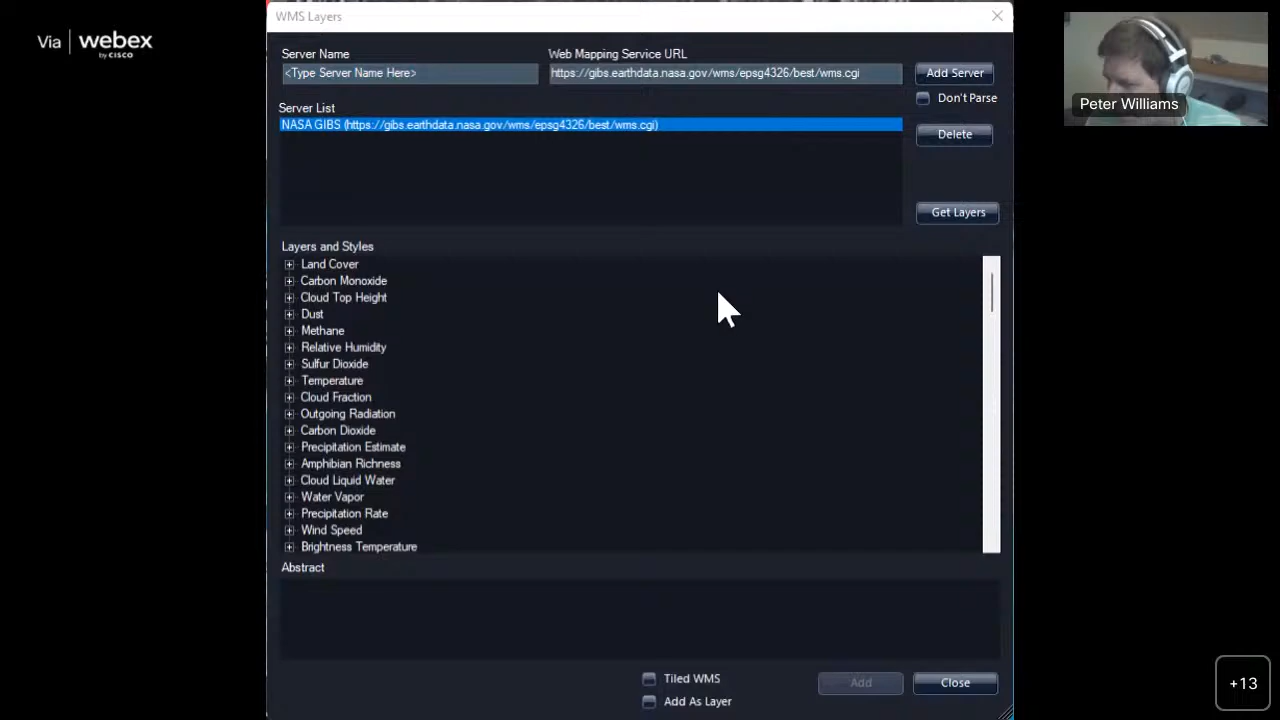 WMS Layers
Via webex
by CISCO
Server Name
Web Mapping Service URL
<Type Server Name Here>
https://gibs.earthdata.nasa.gov/wms/epsg4326/best/wms.cgi
Add Server
Don't Parse
Peter Williams
Server List
NASA GIBS (https://gibs.earthdata.nasa.gov/wms/epsg4326/best/wms.cgi)
Delete
Get Layers
Layers and Styles
Land Cover
Carbon Monoxide
Cloud Top Height
Dust
Methane
Relative Humidity
Sulfur Dioxide
Temperature
Cloud Fraction
Outgoing Radiation
Carbon Dioxide
Precipitation Estimate
Amphibian Richness
Cloud Liquid Water
Water Vapor
Precipitation Rate
Wind Speed
Brightness Temperature
Abstract
Tiled WMS
Add As Layer
Add
Close
+13